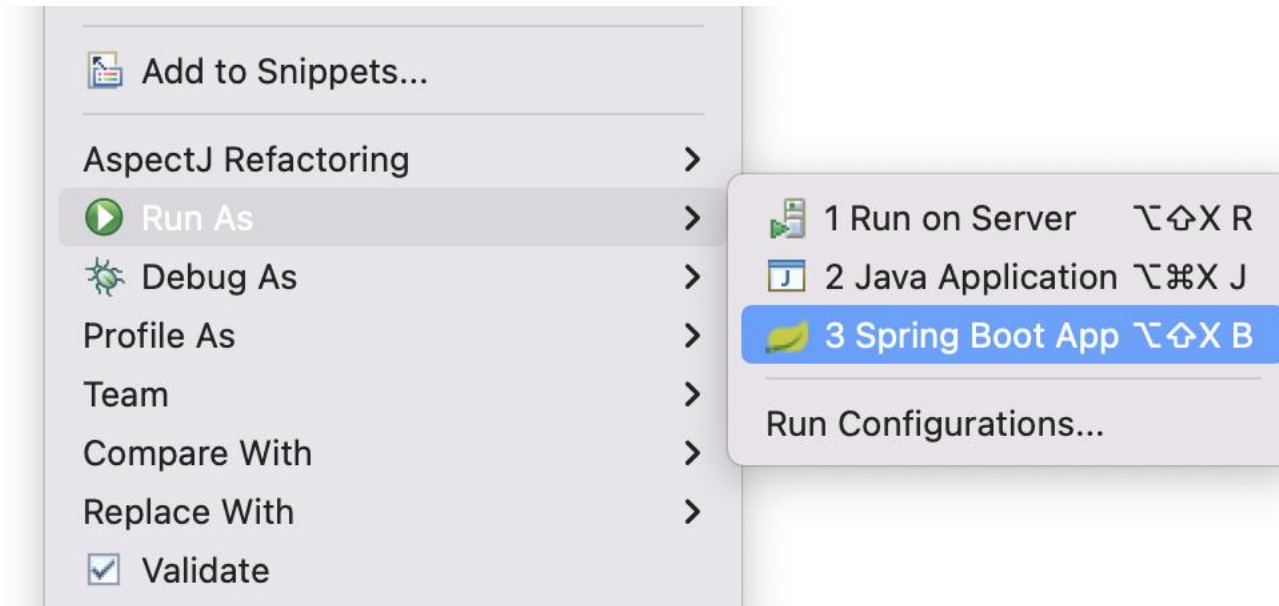 Add to Snippets...
AspectJ Refactoring
Run As
Debug As
Profile As
Team
Compare With
Replace With
Validate
1 Run on Server ⌥⇧X R
2 Java Application ⌥⌘X J
3 Spring Boot App ⌥⇧X B
Run Configurations...